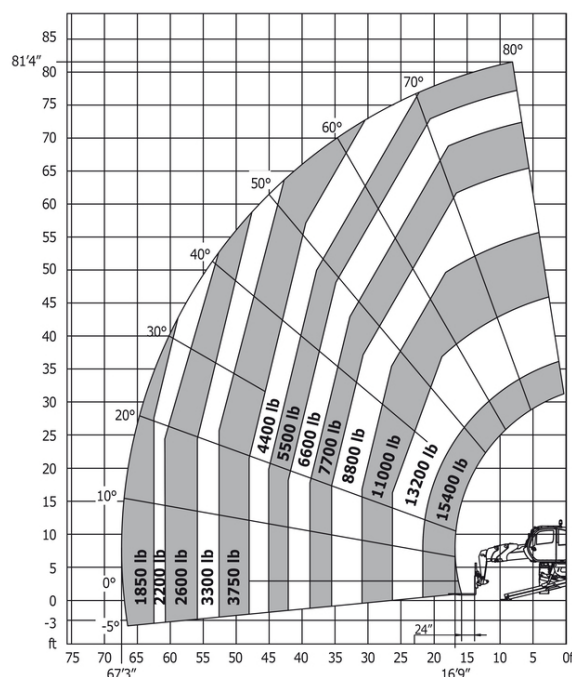 85
81'4"
80
75
70
65
60
55
50
45
40
35
30
25
20
15
10
5
0
-3
ft
80°
70°
60°
50°
40°
30°
20°
10°
0°
-5°
1850 lb
2200 lb
2600 lb
3300 lb
3750 lb
4400 lb
5500 lb
6600 lb
7700 lb
8800 lb
11000 lb
13200 lb
15400 lb
24"
75 70 65 60 55 50 45 40 35 30 25 20 15 10 5 0f
67'3" 16'9"